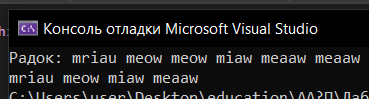 Консоль отладки Microsoft Visual Studio
Радок: mriau meow meow miaw meaaw meaaw
mriau meow miaw meaaw
C:\Users\user\Desktop\education\